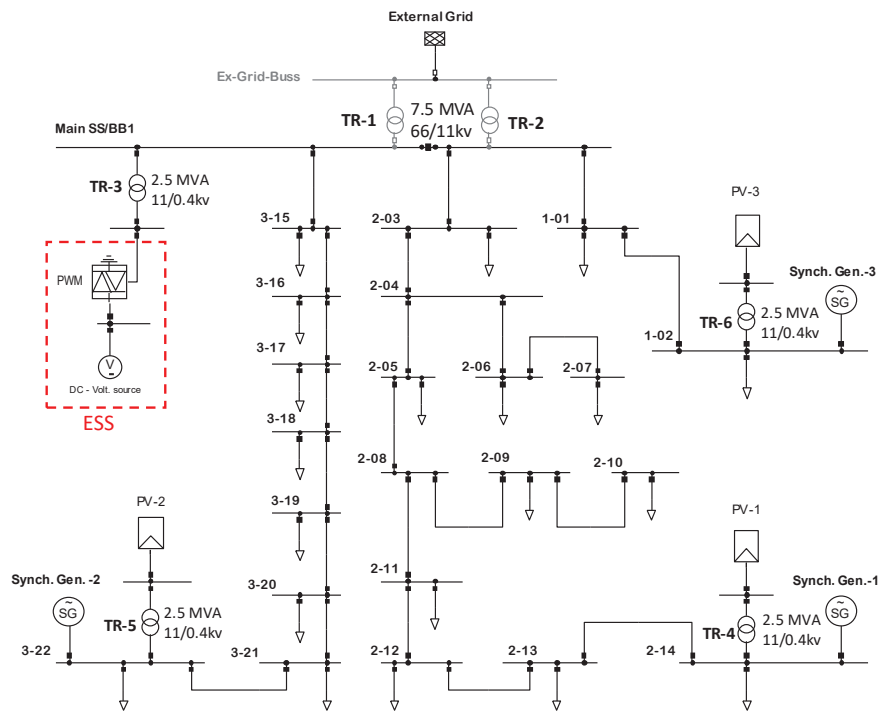 External Grid
Ex-Grid-Buss
TR-1
7.5 MVA
66/11kv
TR-2
Main SS/BB1
TR-3
2.5 MVA
11/0.4kv
PWM
V
DC - Volt. source
ESS
3-15
3-16
3-17
3-18
3-19
3-20
3-21
2-03
2-04
2-05
2-06
2-07
2-08
2-09
2-10
2-11
2-12
2-13
1-01
PV-3
Synch. Gen.-3
~
SG
TR-6
2.5 MVA
11/0.4kv
1-02
PV-2
Synch. Gen. -2
~
SG
TR-5
2.5 MVA
11/0.4kv
3-22
PV-1
Synch. Gen.-1
~
SG
TR-4
2.5 MVA
11/0.4kv
2-14